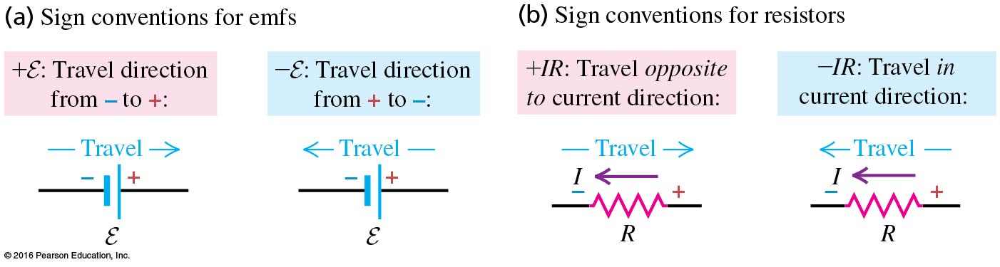 (a) Sign conventions for emfs
+ℰ: Travel direction
from – to +:
−ℰ: Travel direction
from + to –:
Travel
– +
ℰ
Travel
– +
ℰ
(b) Sign conventions for resistors
+IR: Travel opposite
to current direction:
−IR: Travel in
current direction:
Travel
I
– +
R
Travel
I
– +
R
© 2016 Pearson Education, Inc.